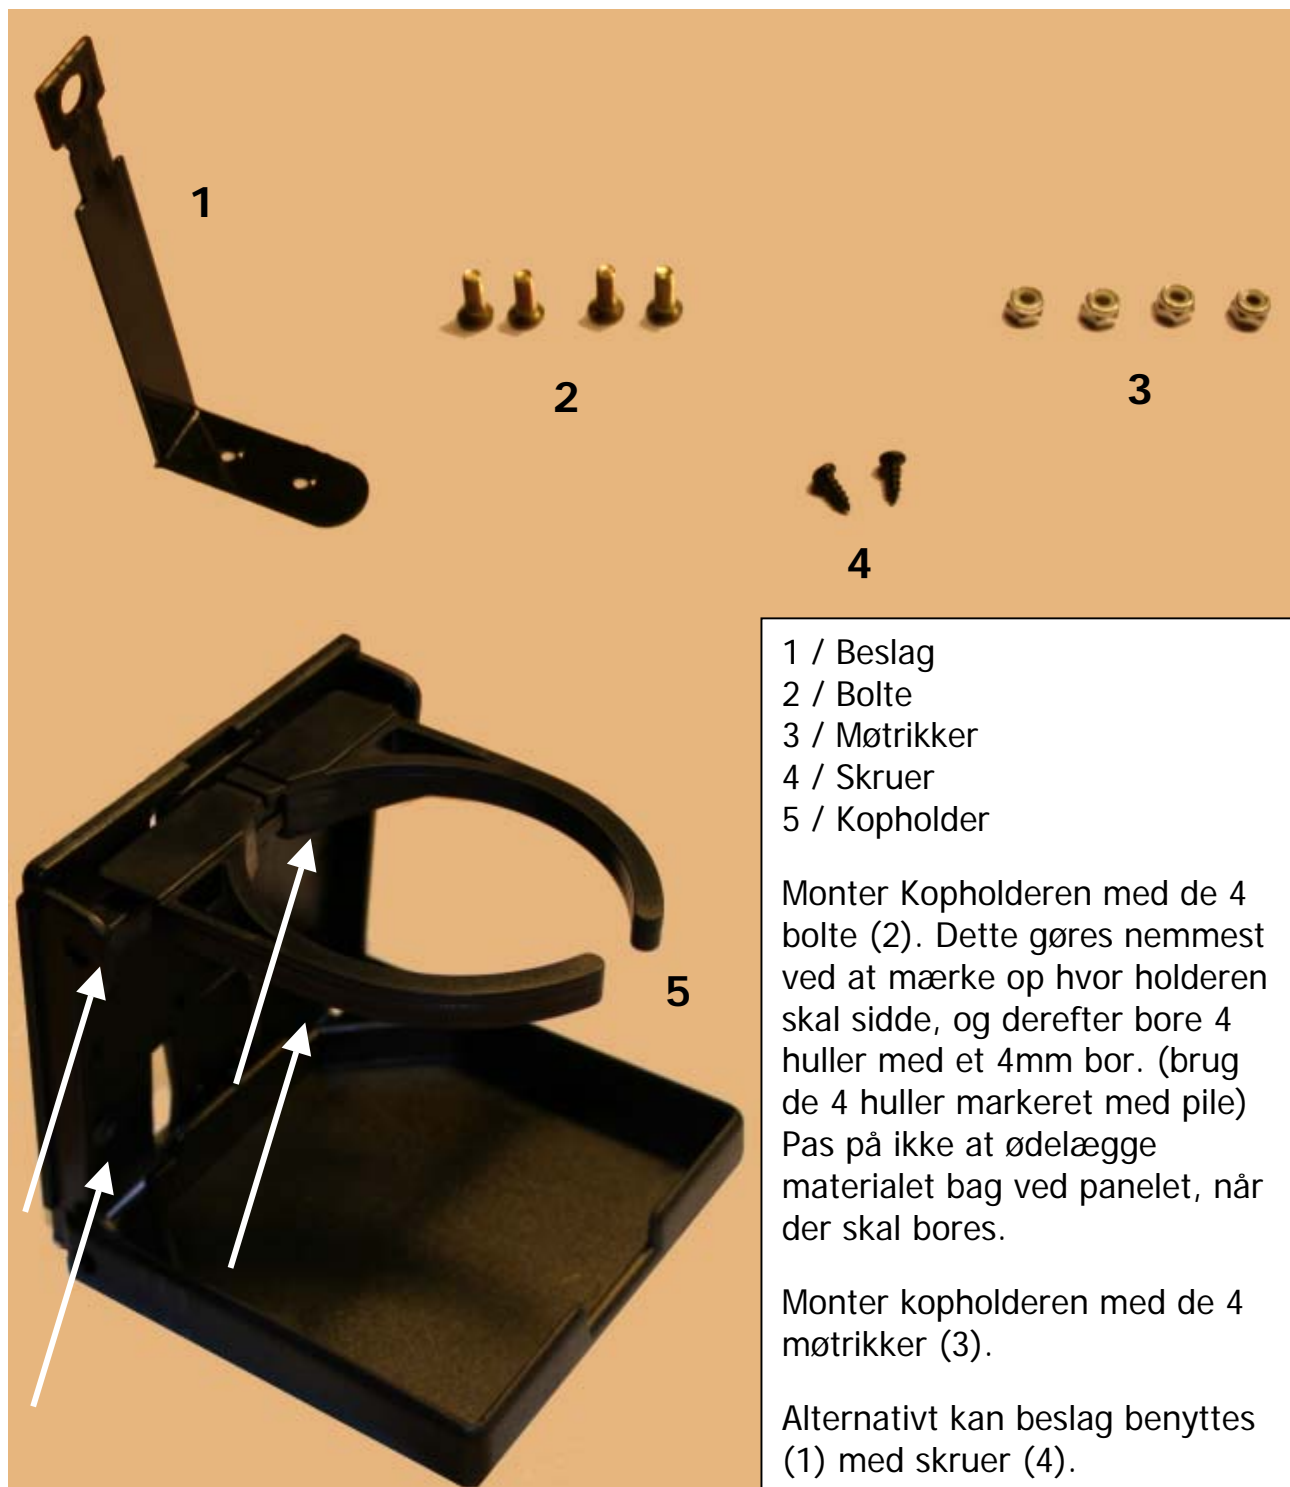 1
2
3
4
1 / Beslag
2 / Bolte
3 / Møtrikker
4 / Skruer
5 / Kopholder
Monter Kopholderen med de 4
bolte (2). Dette gøres nemmest
ved at mærke op hvor holderen
skal sidde, og derefter bore 4
huller med et 4mm bor. (brug
de 4 huller markeret med pile)
Pas på ikke at ødelægge
materialet bag ved panelet, når
der skal bores.
Monter kopholderen med de 4
møtrikker (3).
Alternativt kan beslag benyttes
(1) med skruer (4).
5